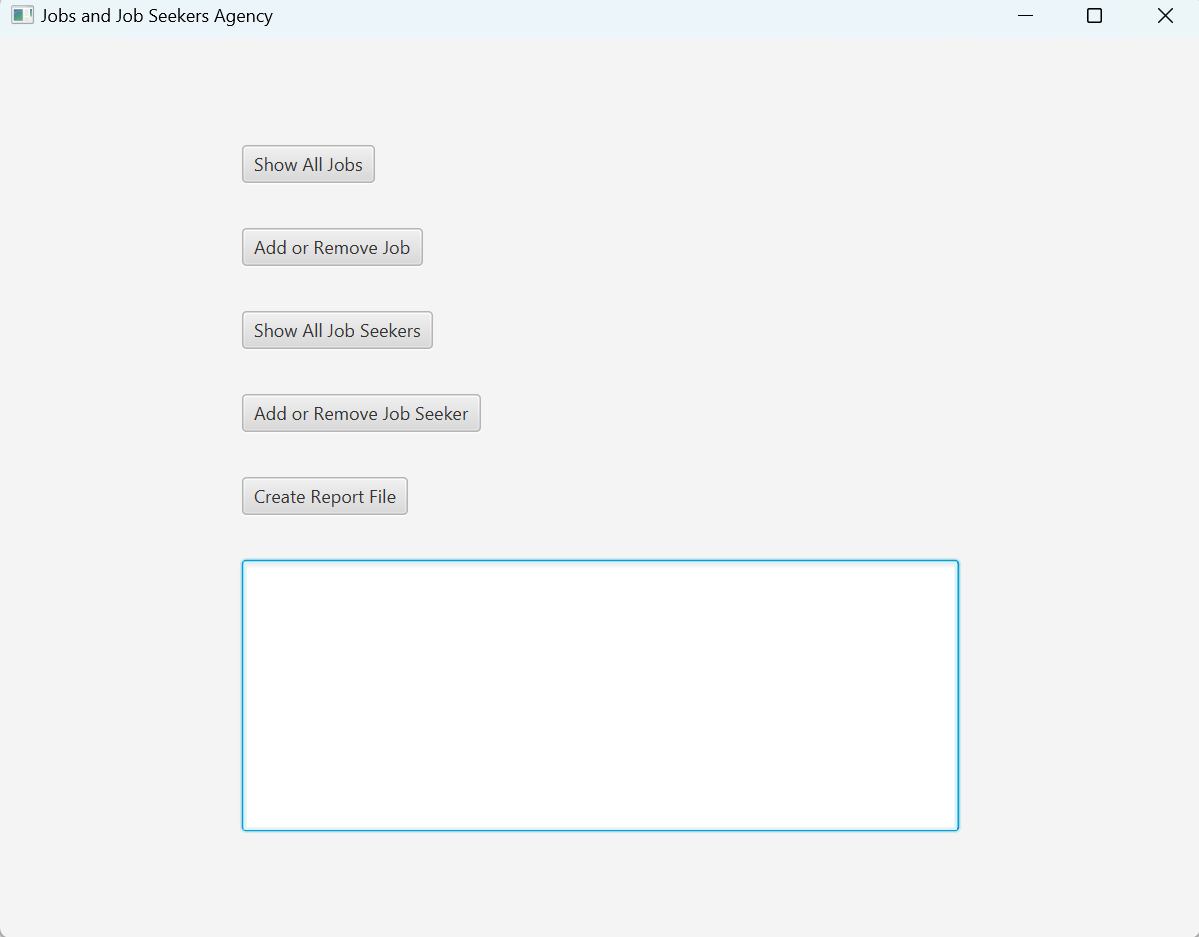 Jobs and Job Seekers Agency
Show All Jobs
Add or Remove Job
Show All Job Seekers
Add or Remove Job Seeker
Create Report File